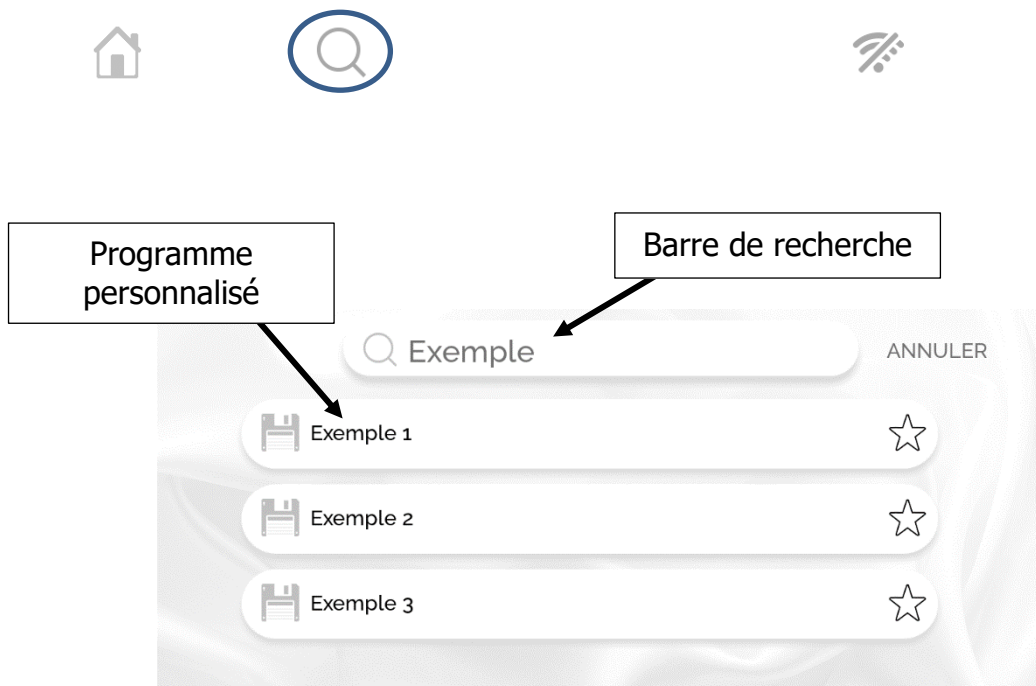 Programme
personnalisé
Barre de recherche
Exemple
ANNULER
Exemple 1
Exemple 2
Exemple 3